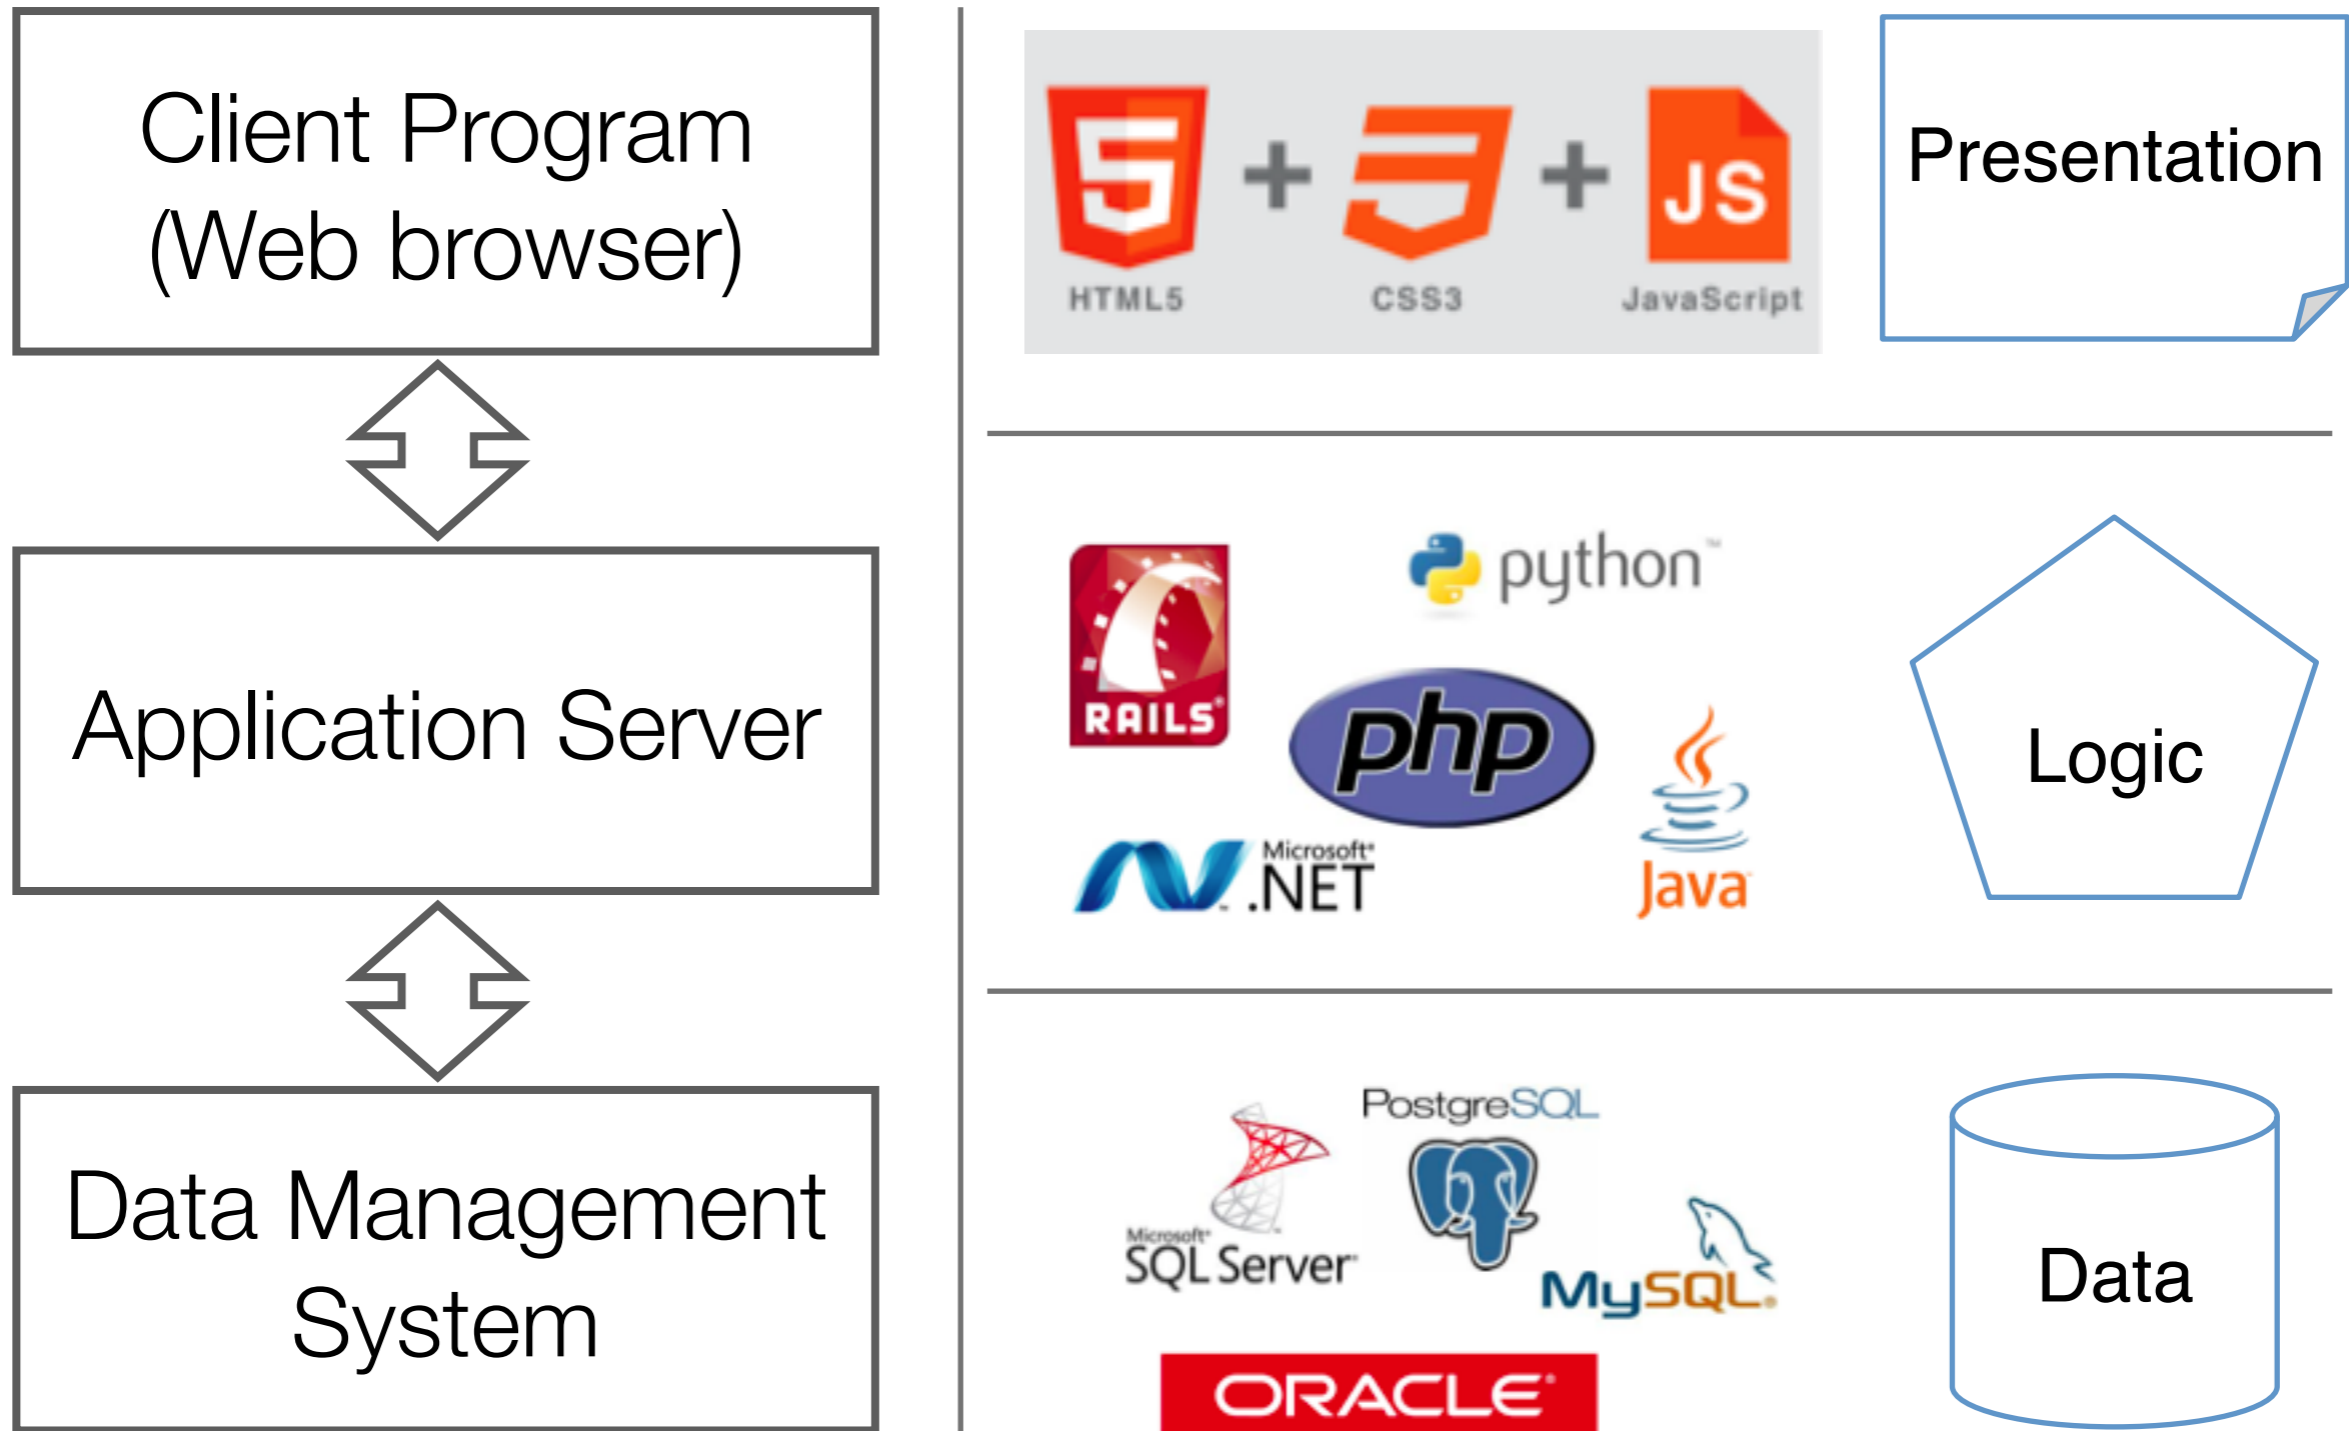 Client Program
(Web browser)
HTML5
+
CSS3
+
JS
JavaScript
Presentation
Application Server
RAILS®
python™
php
Microsoft®
.NET
Java
Logic
Data Management
System
Microsoft®
SQL Server
PostgreSQL
MySQL®
ORACLE®
Data